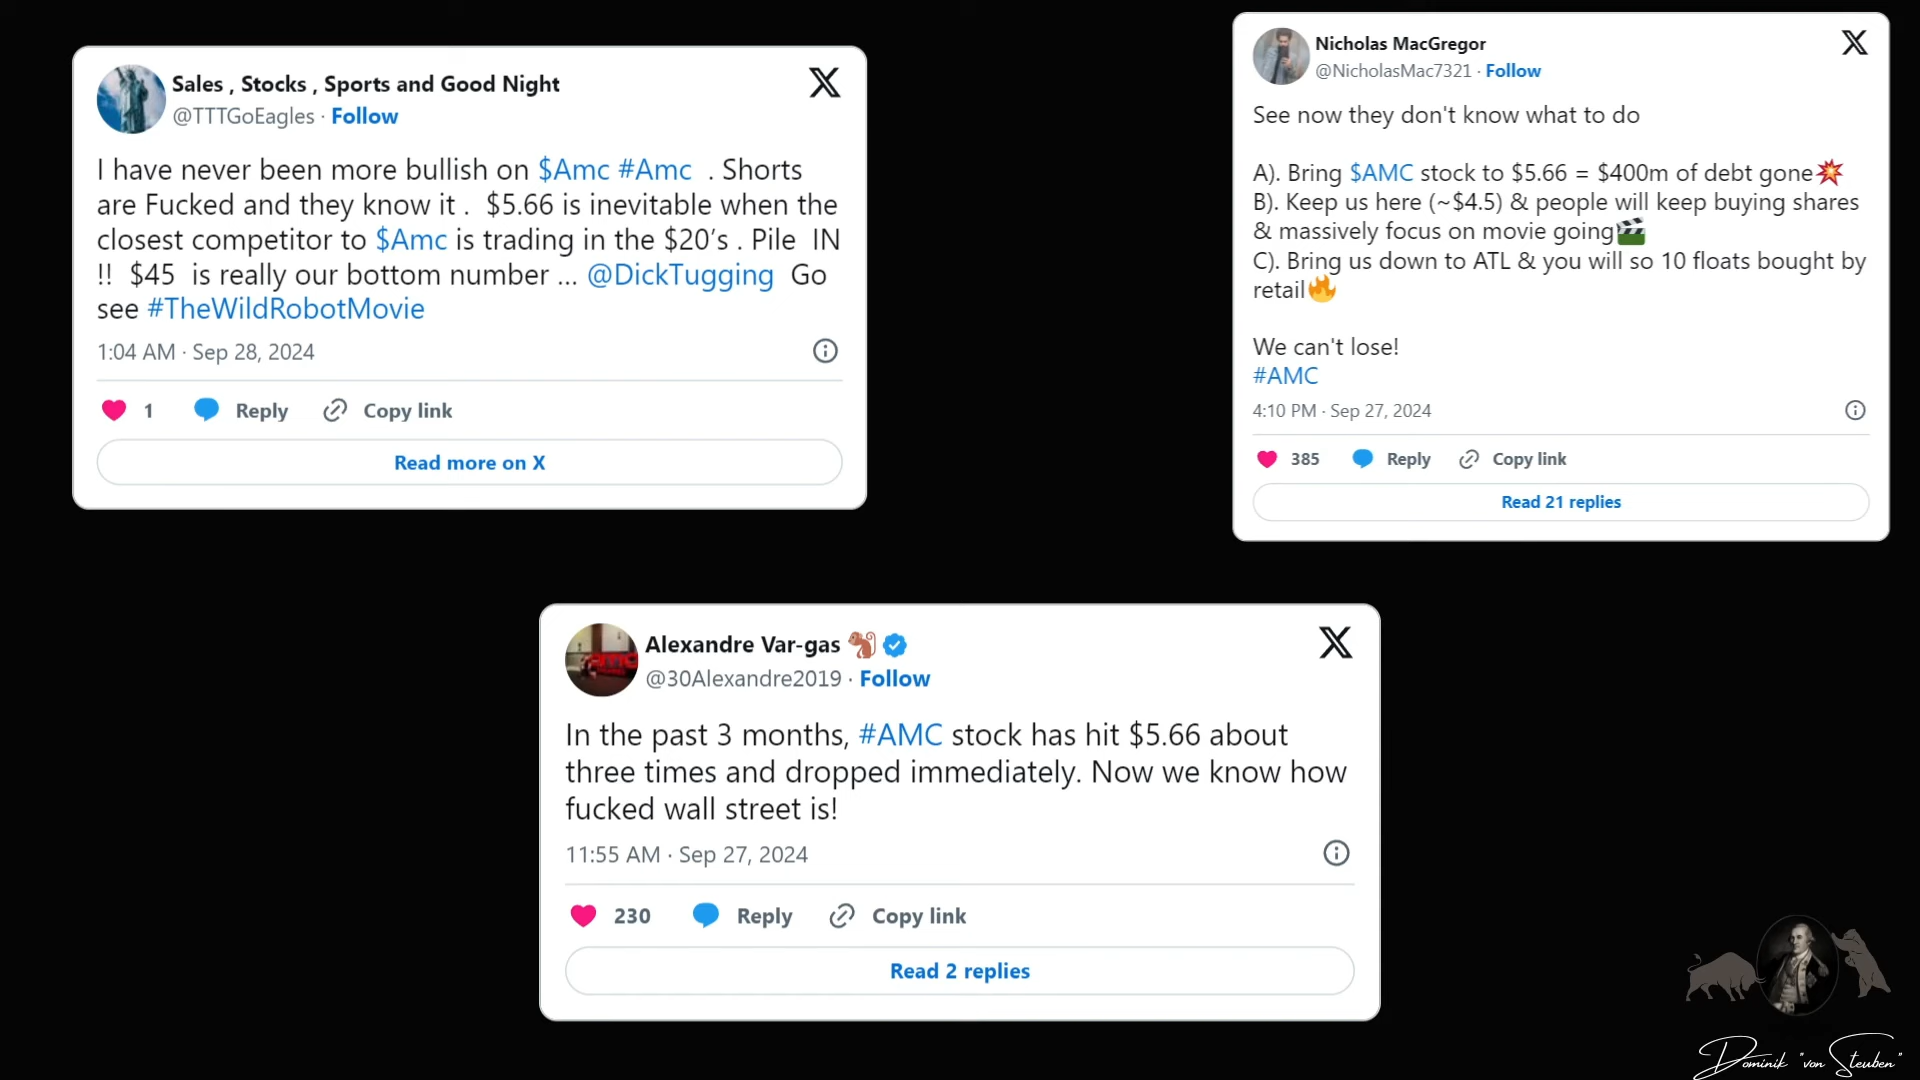 Sales , Stocks , Sports and Good Night
@TTTGoEagles · Follow
I have never been more bullish on $Amc #Amc . Shorts
are Fucked and they know it . $5.66 is inevitable when the
closest competitor to $Amc is trading in the $20’s . Pile IN
!! $45 is really our bottom number ... @DickTugging Go
see #TheWildRobotMovie
1:04 AM · Sep 28, 2024
1 Reply Copy link
Read more on X
Nicholas MacGregor
@NicholasMac7321 · Follow
See now they don't know what to do
A). Bring $AMC stock to $5.66 = $400m of debt gone💥
B). Keep us here (~$4.5) & people will keep buying shares
& massively focus on movie going🎬
C). Bring us down to ATL & you will so 10 floats bought by
retail🔥
We can't lose!
#AMC
4:10 PM · Sep 27, 2024
385 Reply Copy link
Read 21 replies
Alexandre Var-gas 🐒
@30Alexandre2019 · Follow
In the past 3 months, #AMC stock has hit $5.66 about
three times and dropped immediately. Now we know how
fucked wall street is!
11:55 AM · Sep 27, 2024
230 Reply Copy link
Read 2 replies
Dominik "von Steuben"